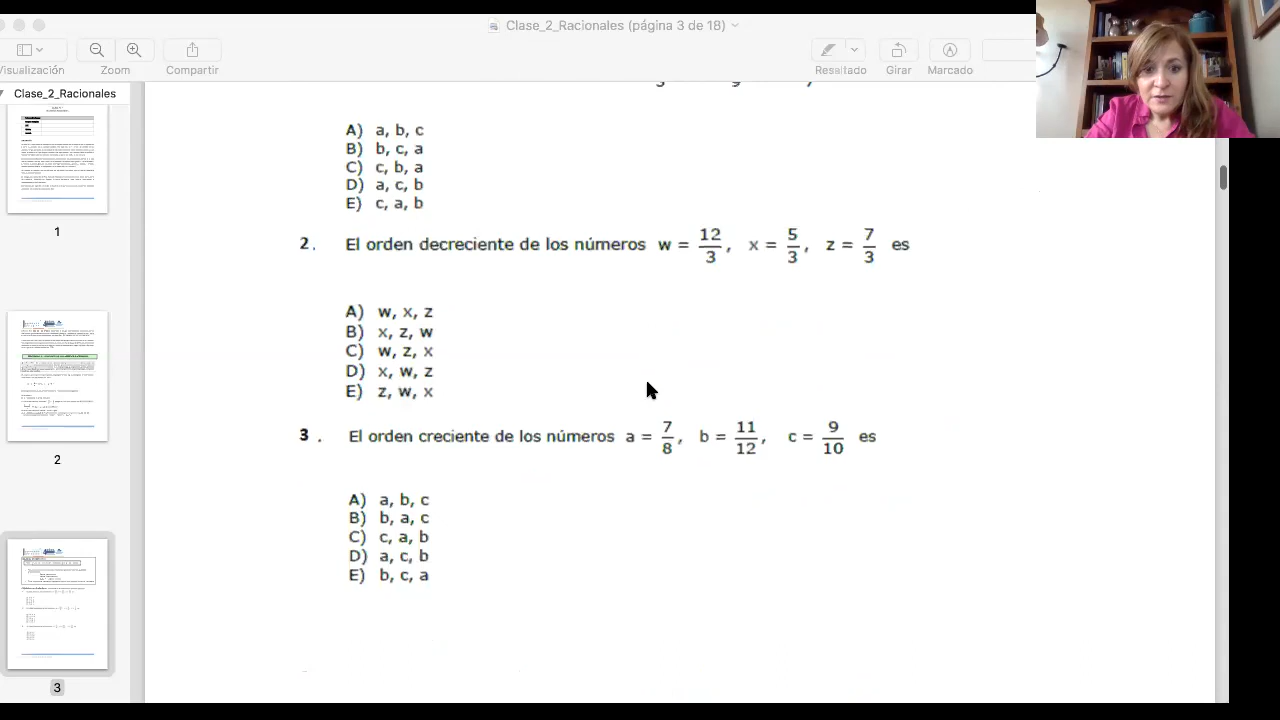 Clase_2_Racionales (página 3 de 18)
Visualización
Zoom
Compartir
Resaltado
Girar
Marcado
Clase_2_Racionales
A) a, b, c
B) b, c, a
C) c, b, a
D) a, c, b
E) c, a, b
2. El orden decreciente de los números w = 12/3, x = 5/3, z = 7/3 es
A) w, x, z
B) x, z, w
C) w, z, x
D) x, w, z
E) z, w, x
3 . El orden creciente de los números a = 7/8, b = 11/12, c = 9/10 es
A) a, b, c
B) b, a, c
C) c, a, b
D) a, c, b
E) b, c, a
1
2
3